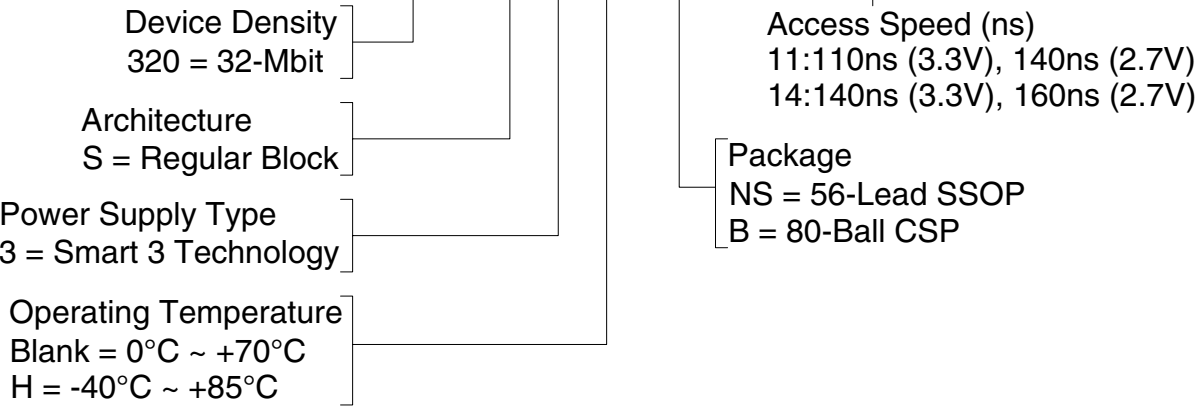 Device Density
320 = 32-Mbit
Architecture
S = Regular Block
Power Supply Type
3 = Smart 3 Technology
Operating Temperature
Blank = 0°C ~ +70°C
H = -40°C ~ +85°C
Access Speed (ns)
11:110ns (3.3V), 140ns (2.7V)
14:140ns (3.3V), 160ns (2.7V)
Package
NS = 56-Lead SSOP
B = 80-Ball CSP